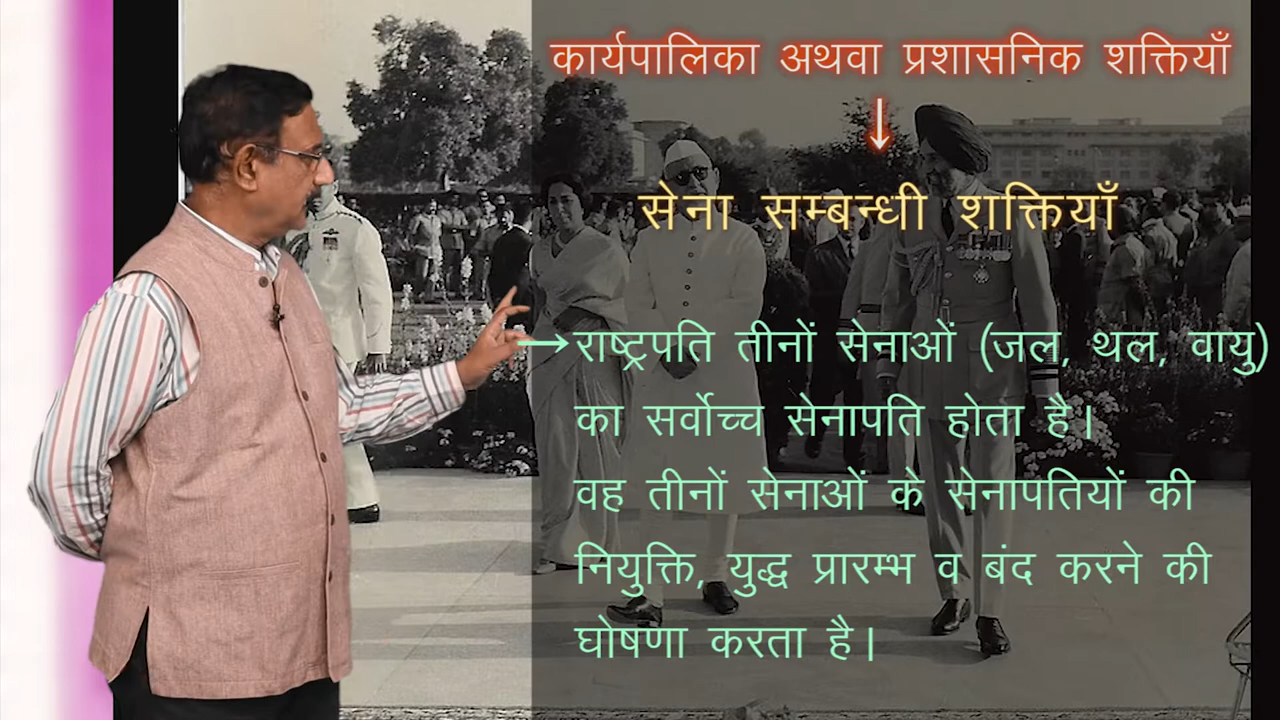 कार्यपालिका अथवा प्रशासनिक शक्तियाँ
सेना सम्बन्धी शक्तियाँ
राष्ट्रपति तीनों सेनाओं (जल, थल, वायु)
का सर्वोच्च सेनापति होता है।
वह तीनों सेनाओं के सेनापतियों की
नियुक्ति, युद्ध प्रारम्भ व बंद करने की
घोषणा करता है।